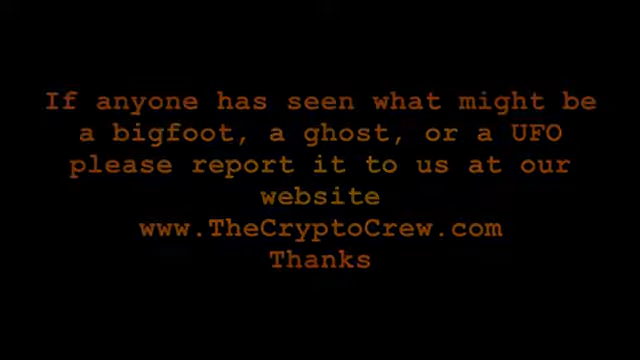 If anyone has seen what might be
a bigfoot, a ghost, or a UFO
please report it to us at our
website
www.TheCryptoCrew.com
Thanks